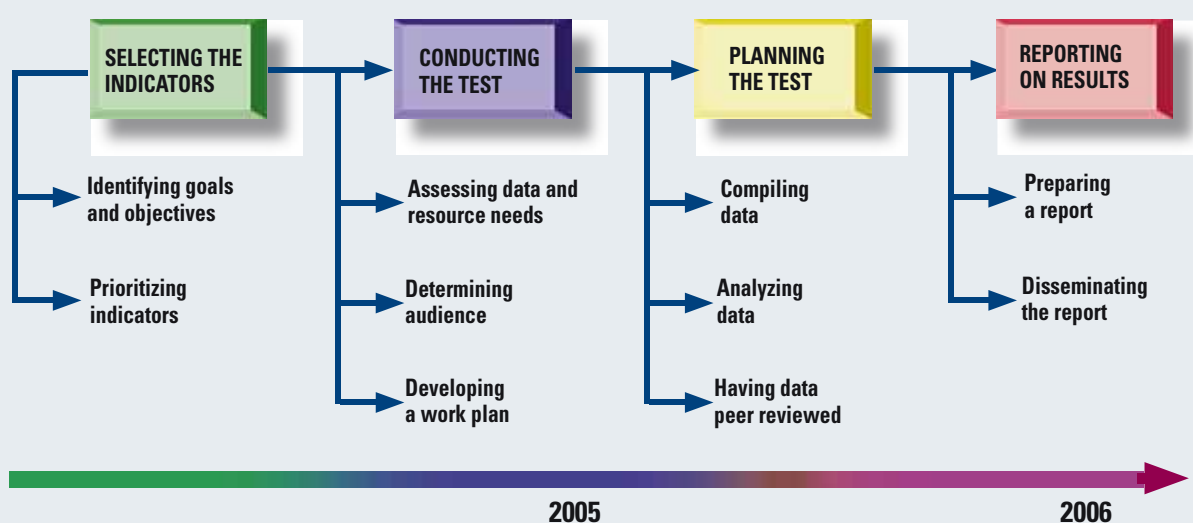 SELECTING THE
INDICATORS
Identifying goals
and objectives
Prioritizing
indicators
CONDUCTING
THE TEST
Assessing data and
resource needs
Determining
audience
Developing
a work plan
PLANNING
THE TEST
Compiling
data
Analyzing
data
Having data
peer reviewed
REPORTING
ON RESULTS
Preparing
a report
Disseminating
the report
2005
2006